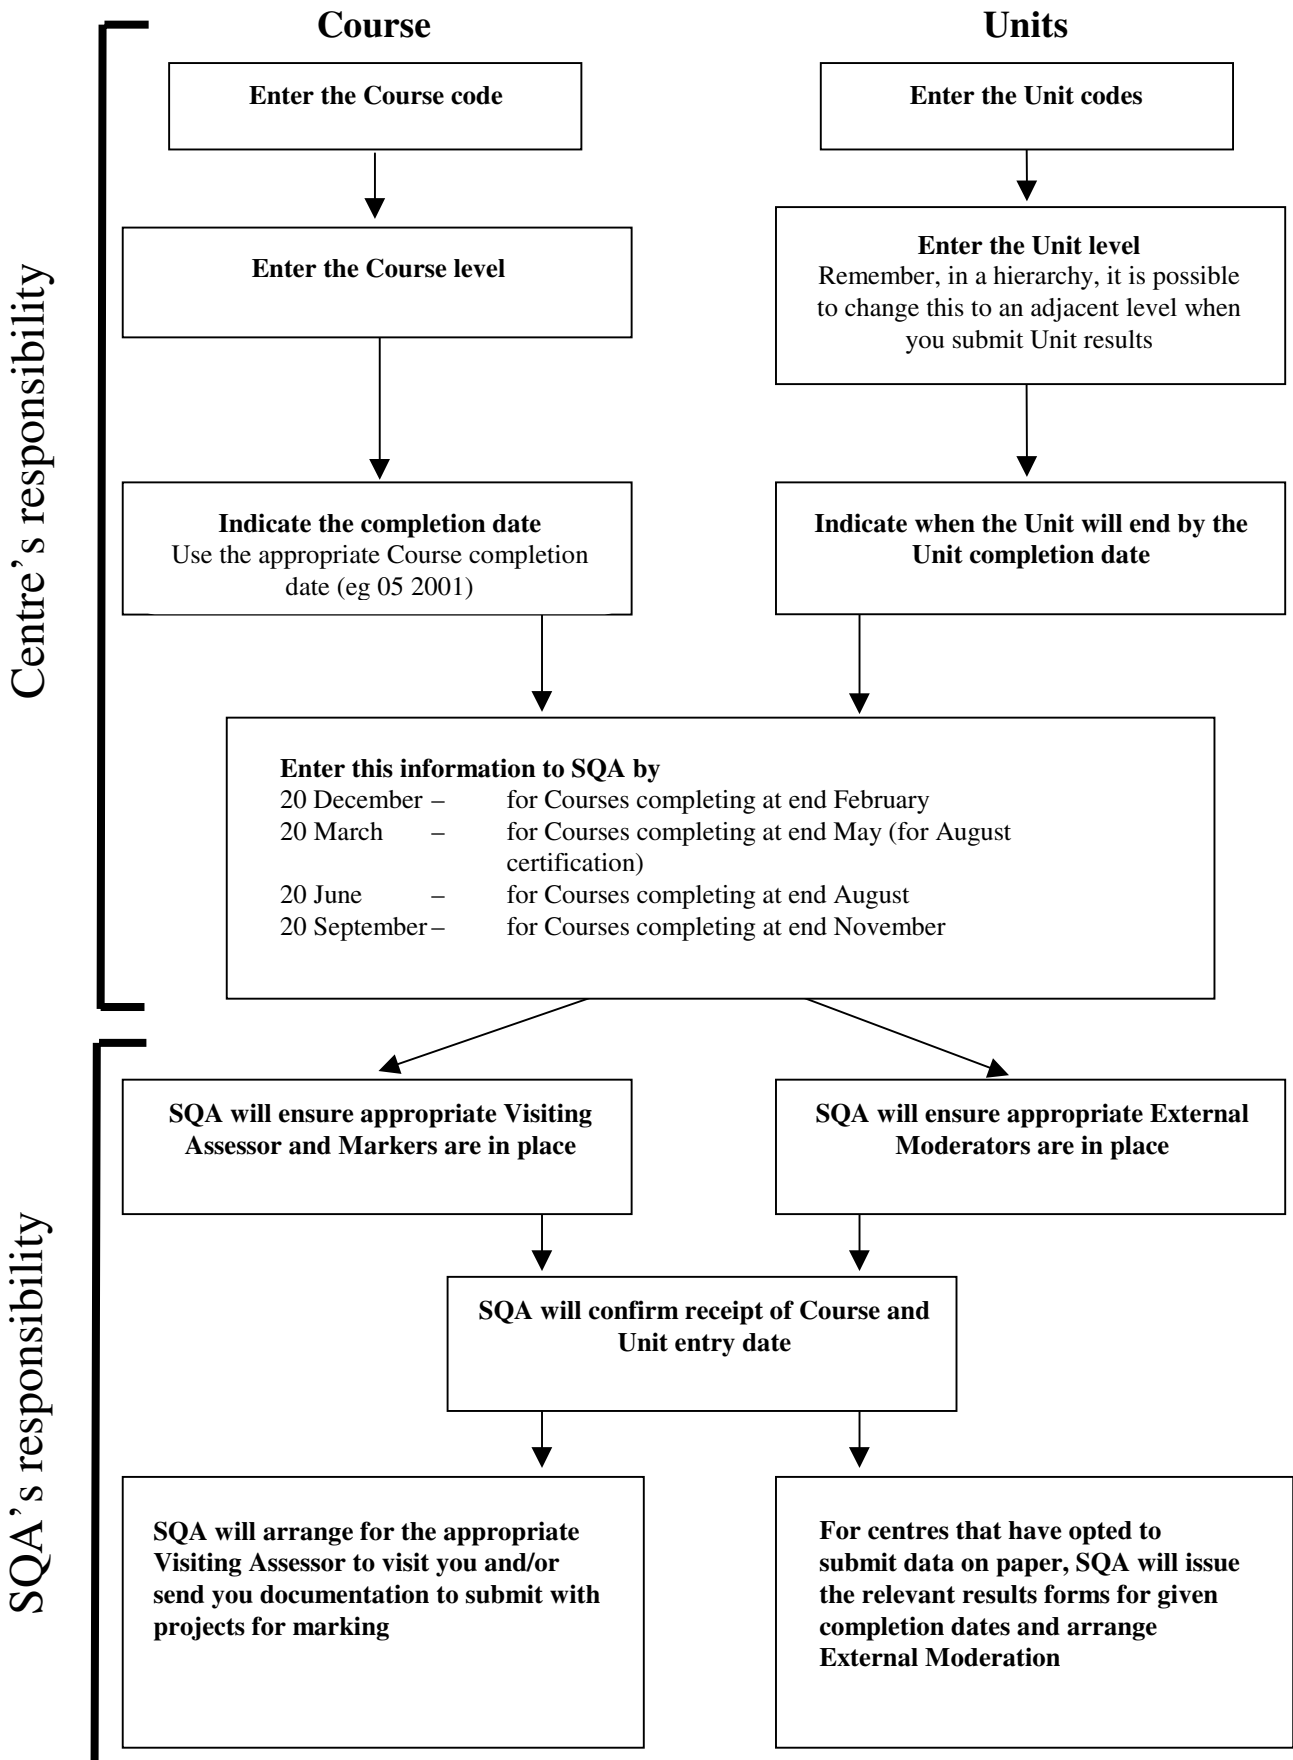 Course
Units
Centre's responsibility
Enter the Course code
Enter the Unit codes
Enter the Course level
Enter the Unit level
Remember, in a hierarchy, it is possible
to change this to an adjacent level when
you submit Unit results
Indicate the completion date
Use the appropriate Course completion
date (eg 05 2001)
Indicate when the Unit will end by the
Unit completion date
Enter this information to SQA by
20 December – for Courses completing at end February
20 March – for Courses completing at end May (for August
certification)
20 June – for Courses completing at end August
20 September – for Courses completing at end November
SQA's responsibility
SQA will ensure appropriate Visiting
Assessor and Markers are in place
SQA will ensure appropriate External
Moderators are in place
SQA will confirm receipt of Course and
Unit entry date
SQA will arrange for the appropriate
Visiting Assessor to visit you and/or
send you documentation to submit with
projects for marking
For centres that have opted to
submit data on paper, SQA will issue
the relevant results forms for given
completion dates and arrange
External Moderation